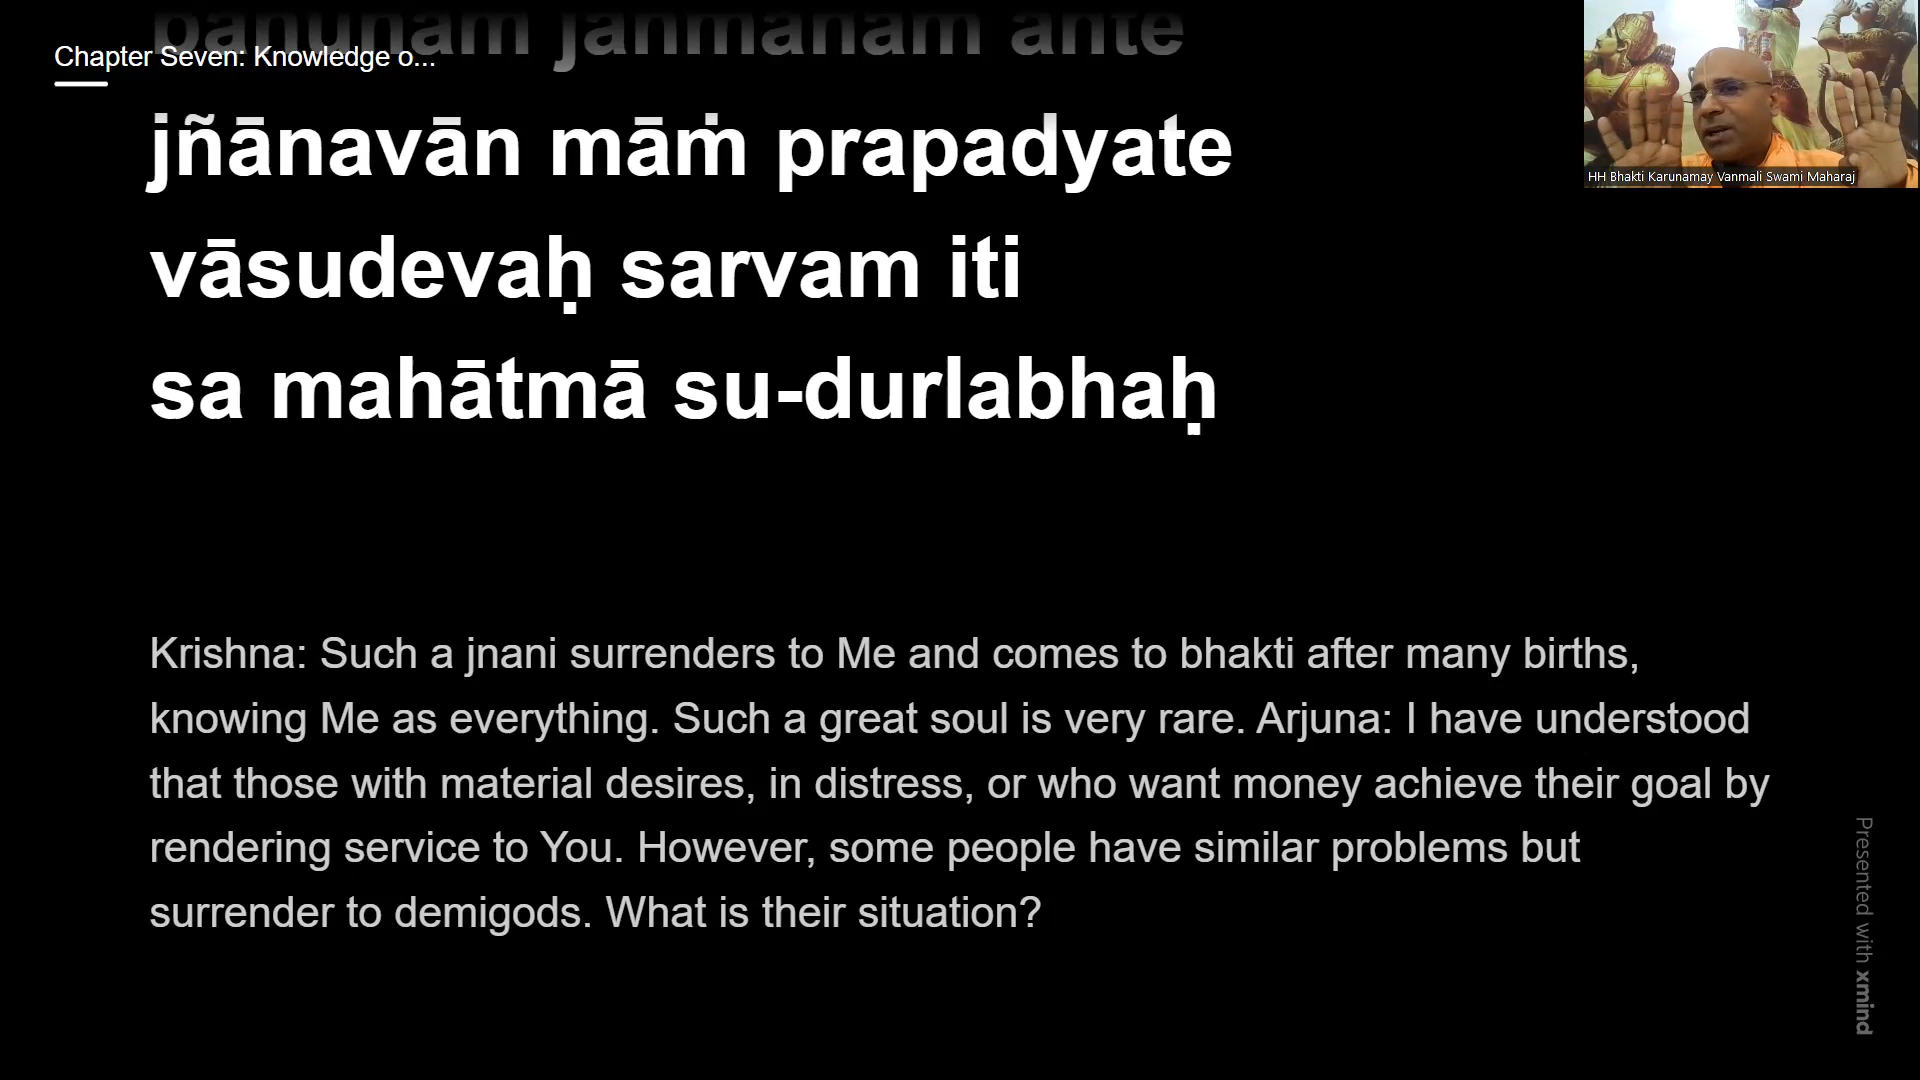 bahūnāṁ janmanām ante
Chapter Seven: Knowledge o...
jñānavān māṁ prapadyate
vāsudevaḥ sarvam iti
sa mahātmā su-durlabhaḥ
HH Bhakti Karunamay Vanmali Swami Maharaj
Krishna: Such a jnani surrenders to Me and comes to bhakti after many births,
knowing Me as everything. Such a great soul is very rare. Arjuna: I have understood
that those with material desires, in distress, or who want money achieve their goal by
rendering service to You. However, some people have similar problems but
surrender to demigods. What is their situation?
Presented with xmind